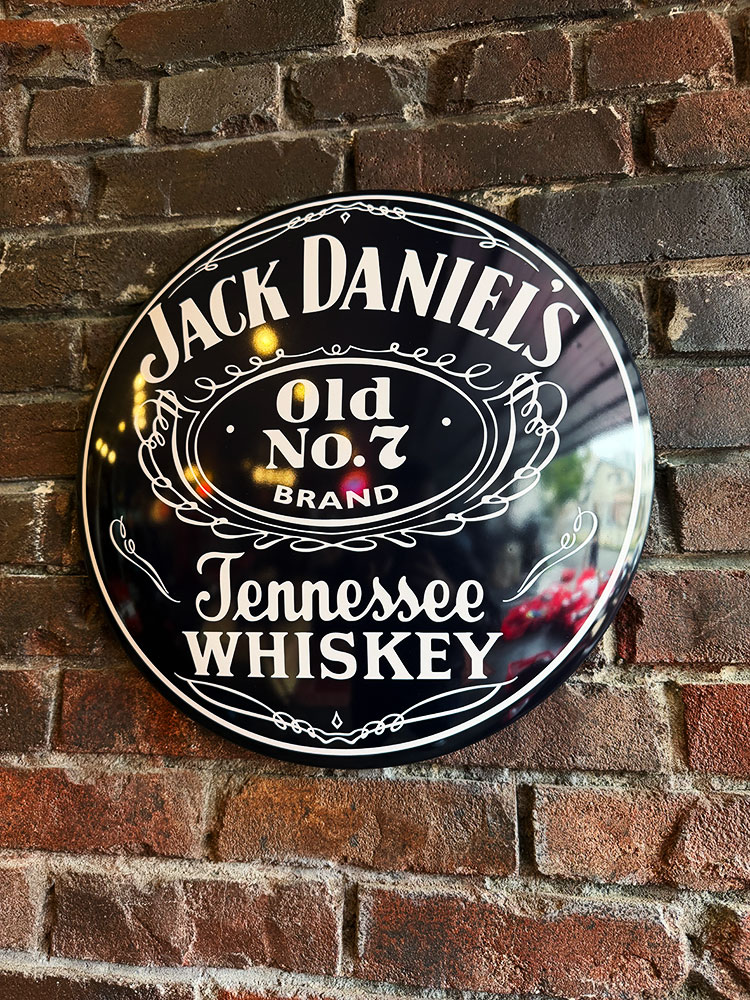 JACK DANIEL'S
Old
No.7
BRAND
Tennessee
WHISKEY